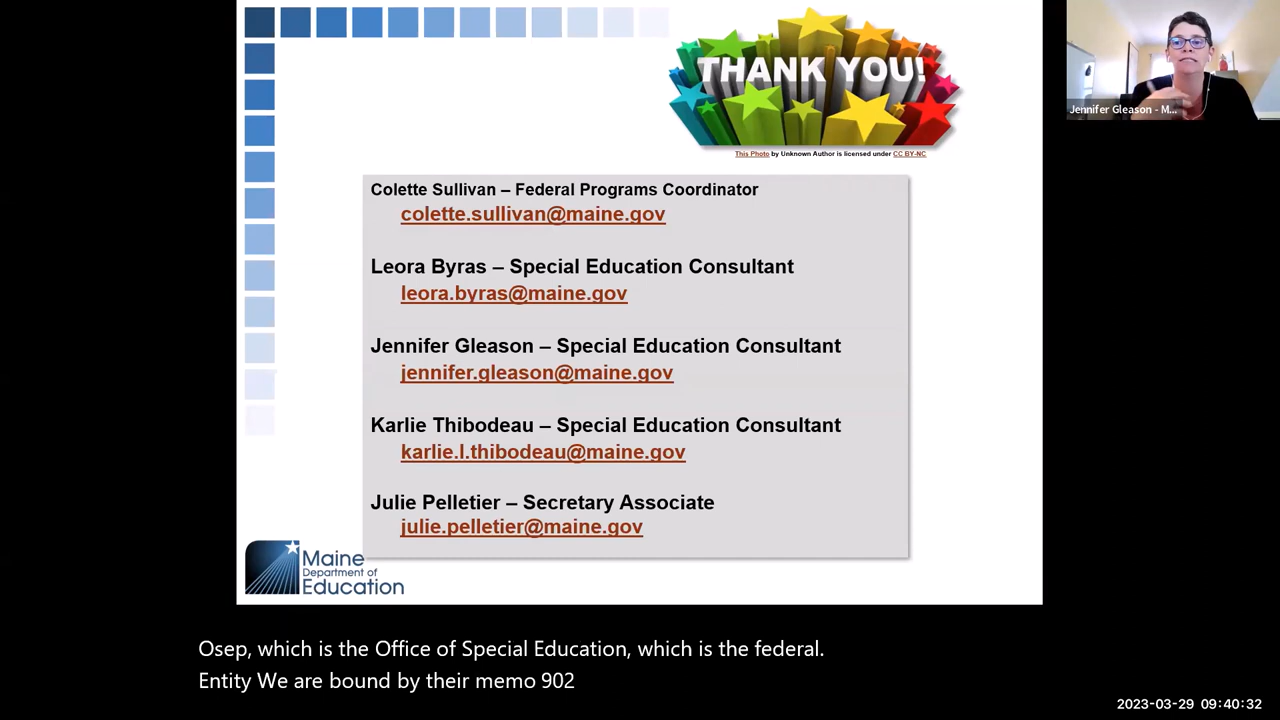 THANK YOU!
This Photo by Unknown Author is licensed under CC BY-NC
Jennifer Gleason - M...
Colette Sullivan – Federal Programs Coordinator
colette.sullivan@maine.gov
Leora Byras – Special Education Consultant
leora.byras@maine.gov
Jennifer Gleason – Special Education Consultant
jennifer.gleason@maine.gov
Karlie Thibodeau – Special Education Consultant
karlie.l.thibodeau@maine.gov
Julie Pelletier – Secretary Associate
julie.pelletier@maine.gov
Maine
Department of
Education
Osep, which is the Office of Special Education, which is the federal.
Entity We are bound by their memo 902
2023-03-29 09:40:32